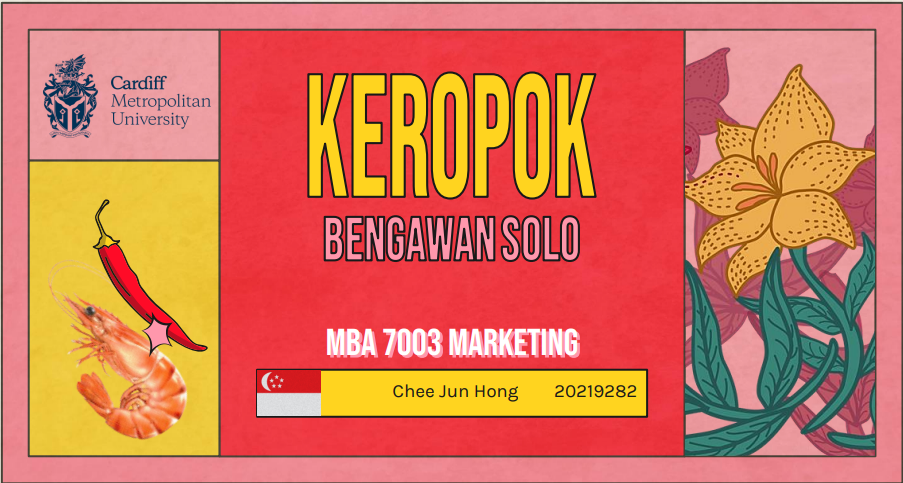 Cardiff
Metropolitan
University
KEROPOK
BENGAWAN SOLO
MBA 7003 MARKETING
Chee Jun Hong 20219282